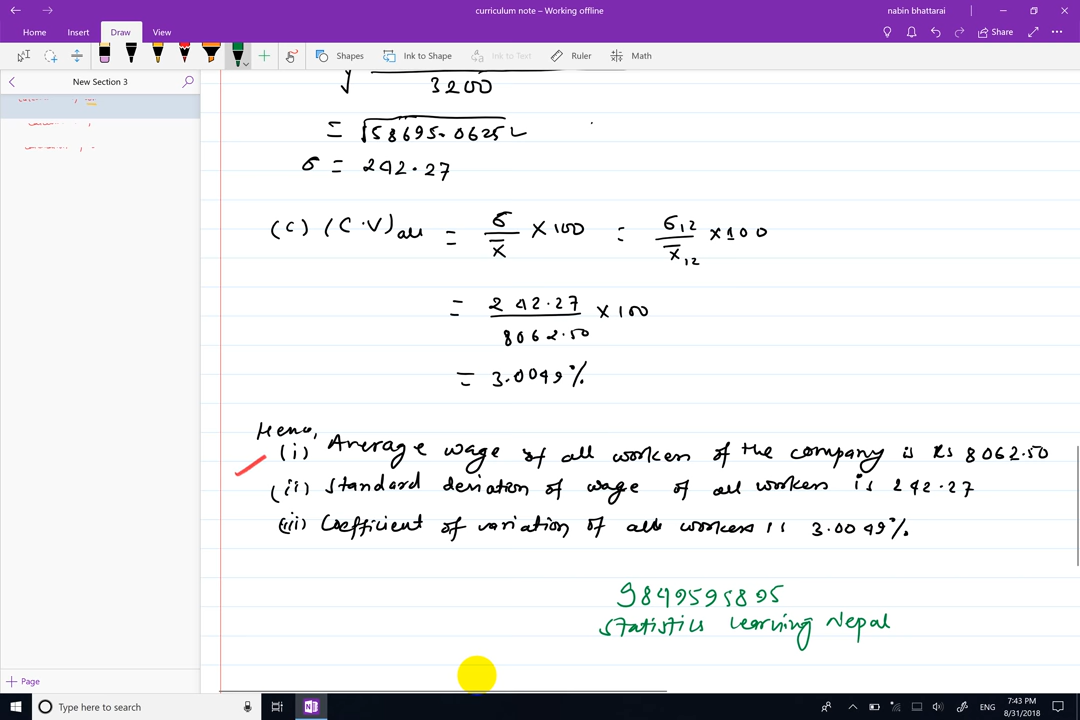 curriculum note – Working offline
nabin bhattarai
Home Insert Draw View
Share
Shapes Ink to Shape Ink to Text Ruler Math
New Section 3
3200
= √58695.0625
σ = 242.27
(C) (C.V)all = σ/x̄ × 100 = σ12/x̄12 × 100
= 242.27/8062.50 × 100
= 3.0049%
Hence,
(i) Average wage of all workers of the company is Rs 8062.50
(ii) Standard deviation of wage of all workers is 242.27
(iii) Coefficient of variation of all workers is 3.0049%
9849595895
Statistics Learning Nepal
+ Page
Type here to search
ENG
7:43 PM
8/31/2018